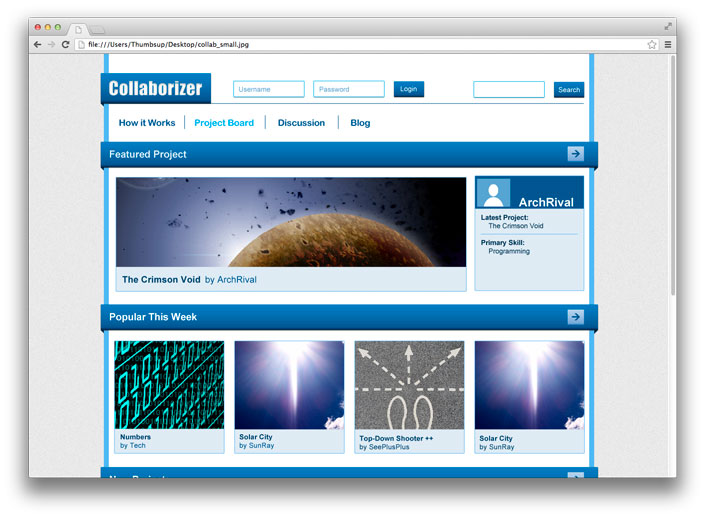 file:///Users/Thumbsup/Desktop/collab_small.jpg
Collaborizer
Username
Password
Login
Search
How it Works
Project Board
Discussion
Blog
Featured Project
The Crimson Void by ArchRival
ArchRival
Latest Project:
The Crimson Void
Primary Skill:
Programming
Popular This Week
Numbers
by Tech
Solar City
by SunRay
Top-Down Shooter ++
by SeePlusPlus
Solar City
by SunRay